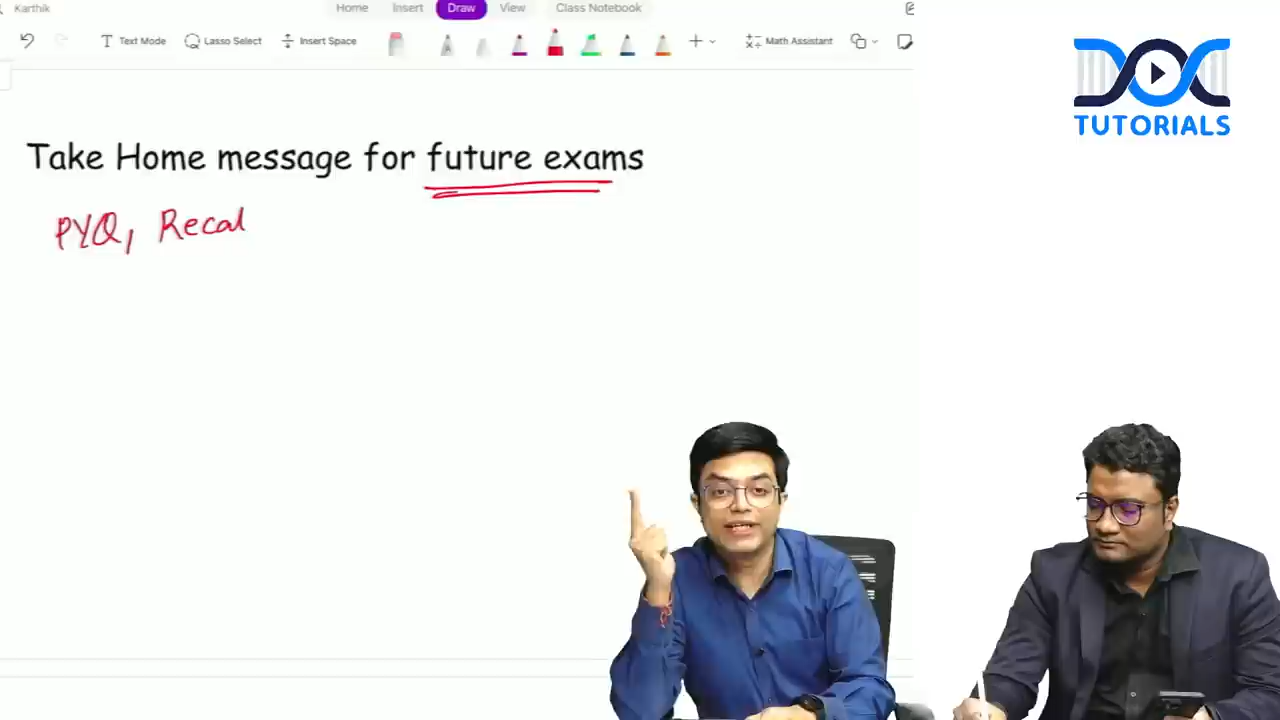 Karthik
Home Insert Draw View Class Notebook
Text Mode Lasso Select Insert Space Math Assistant
Take Home message for future exams
PYQ, Recal
DOC
TUTORIALS